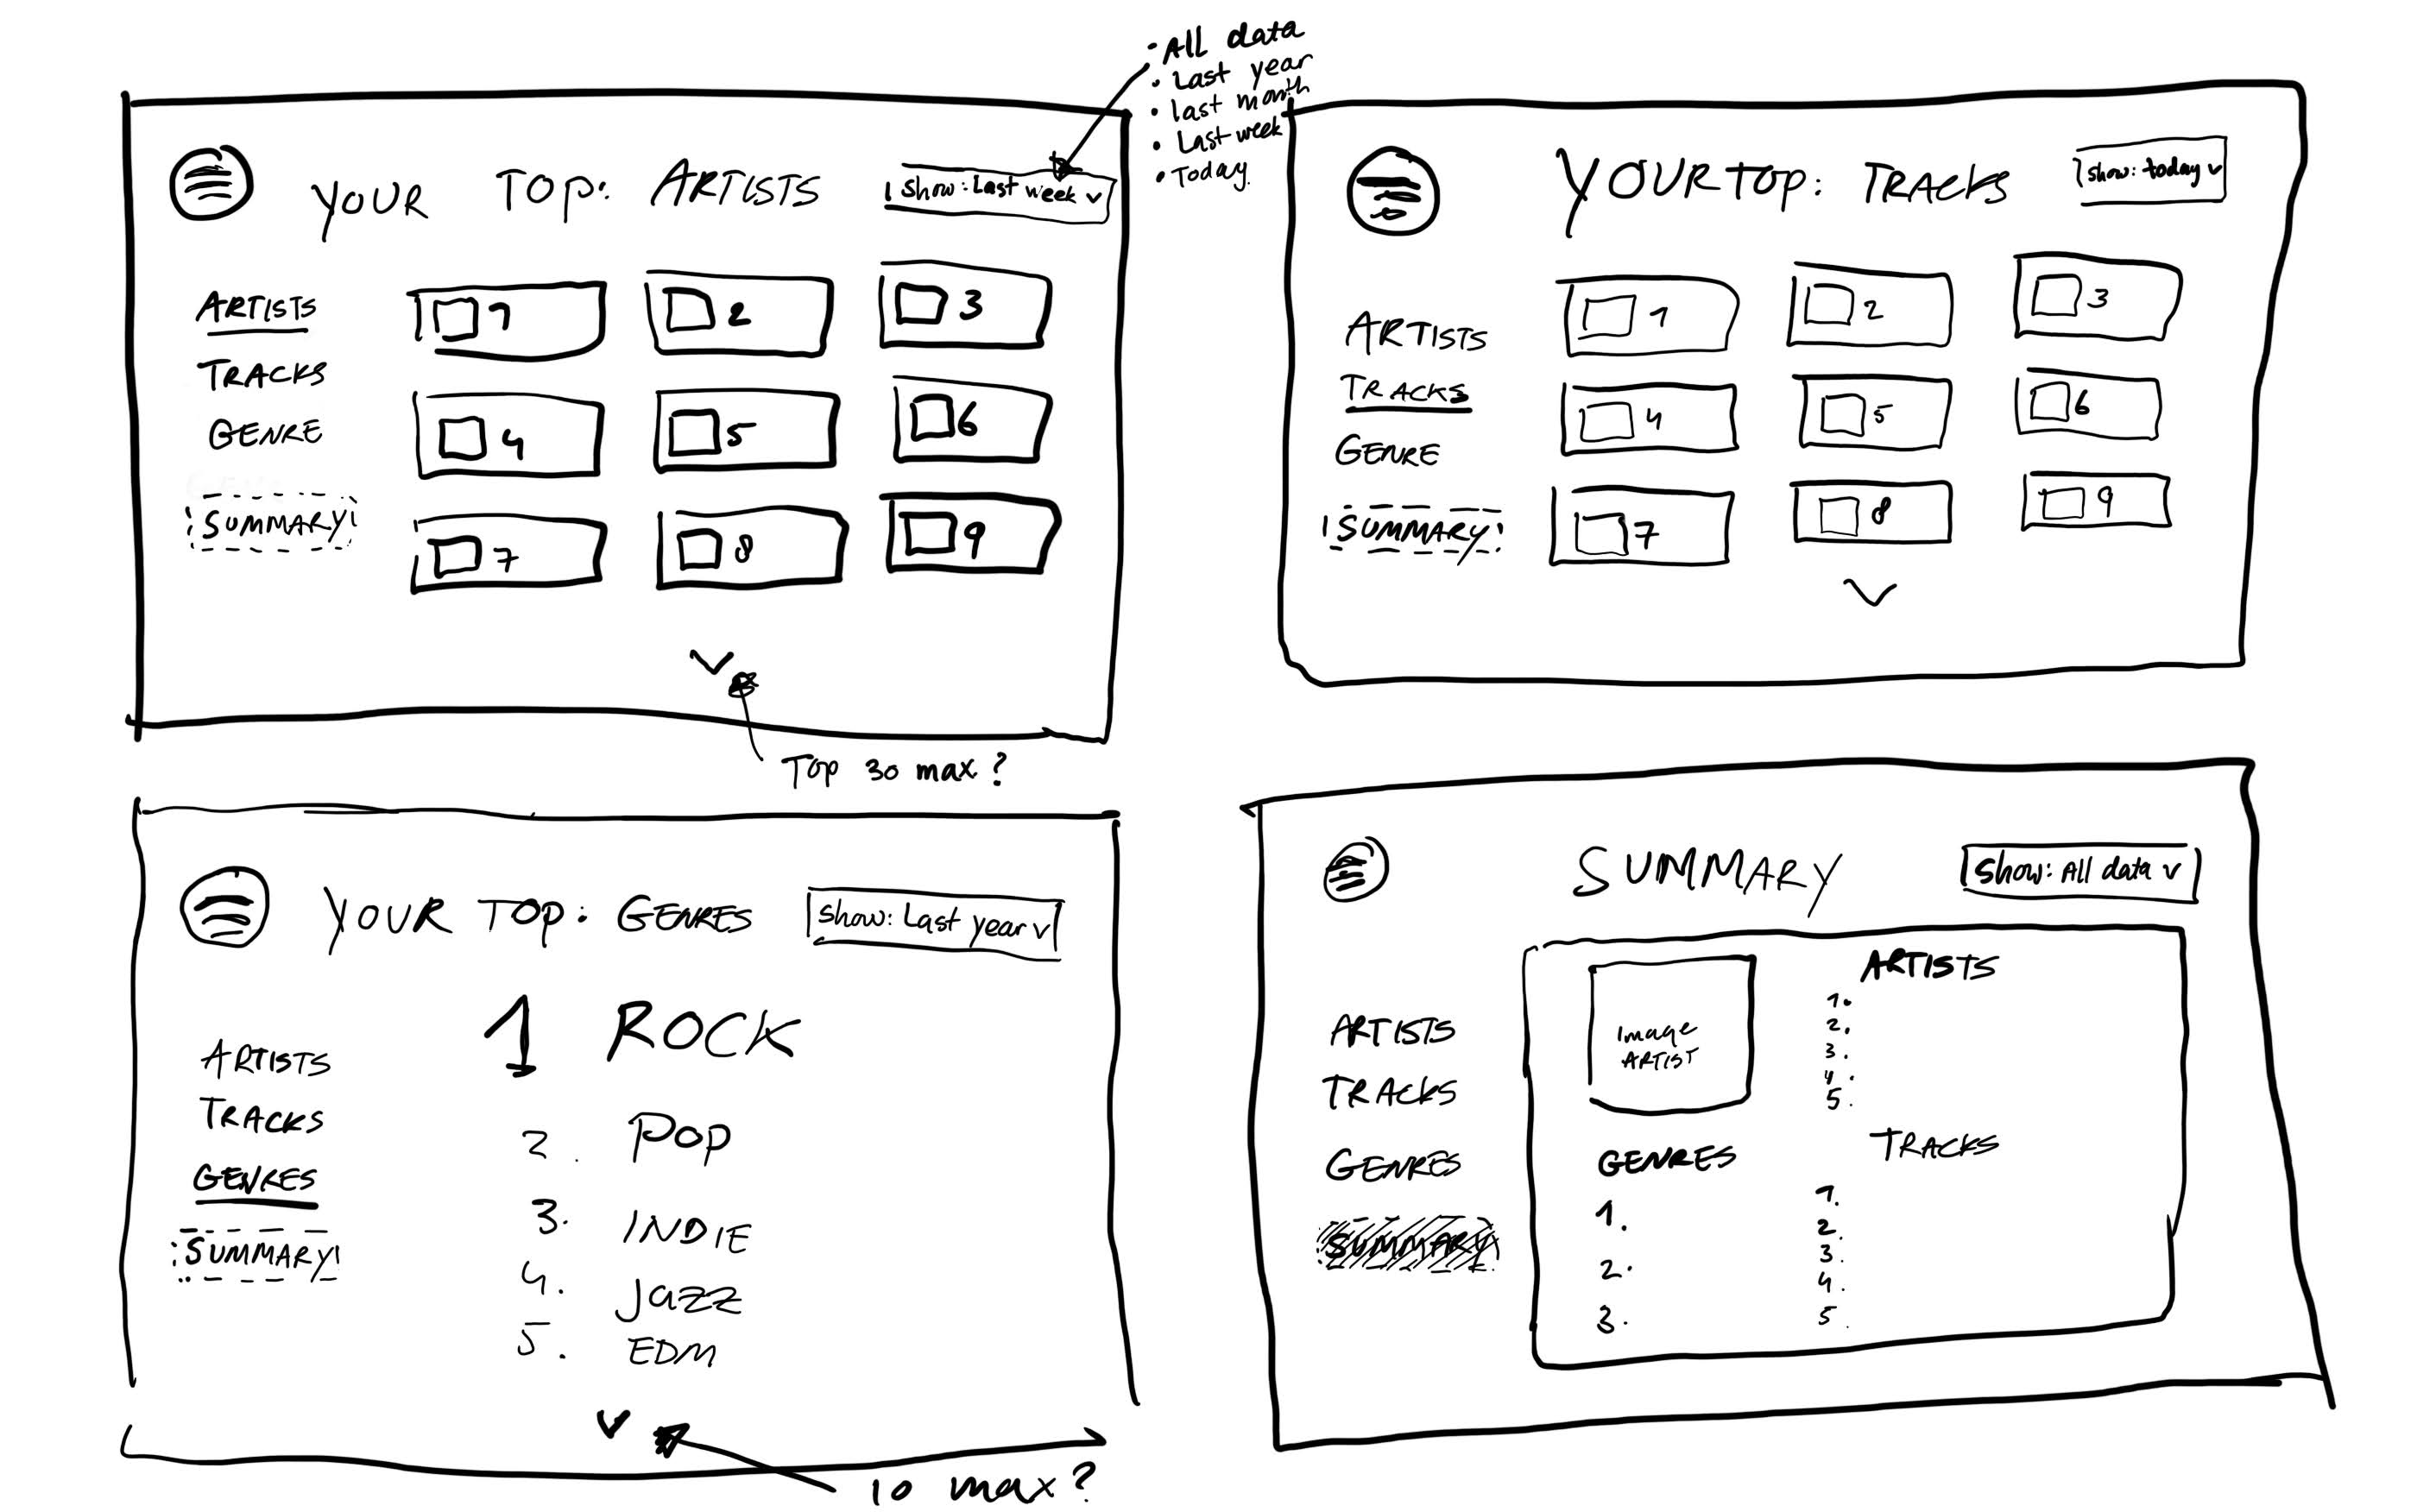 • All data
• Last year
• last month
• Last week
• Today.
YOUR TOP: ARTISTS
Show: Last week v
ARTISTS
TRACKS
GENRE
SUMMARY
1 2 3
4 5 6
7 8 9
Top 30 max?
YOUR TOP: TRACKS
show: today v
ARTISTS
TRACKS
GENRE
SUMMARY
1 2 3
4 5 6
7 8 9
YOUR TOP: GENRES
show: Last year v
ARTISTS
TRACKS
GENRES
SUMMARY
1 ROCK
2. POP
3. INDIE
4. Jazz
5. EDM
10 max?
SUMMARY
Show: All data v
ARTISTS
TRACKS
GENRES
SUMMARY
Image
ARTIST
GENRES
1.
2.
3.
ARTISTS
1.
2.
3.
4.
5.
TRACKS
1.
2.
3.
4.
5.